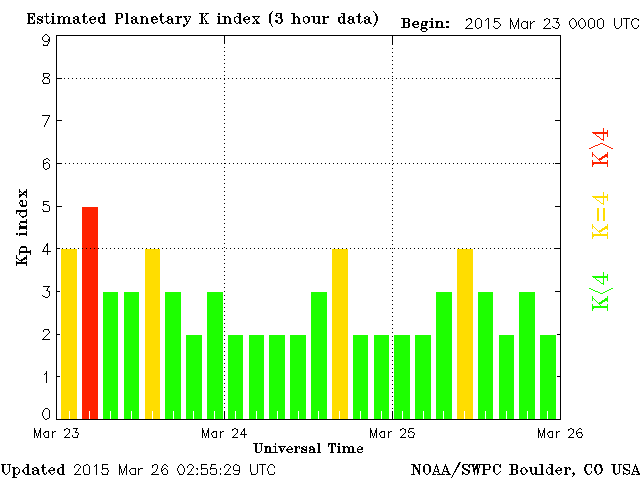 Estimated Planetary K index (3 hour data)
Begin: 2015 Mar 23 0000 UTC
9
8
7
6
5
4
3
2
1
0
Kp index
K>4
K=4
K<4
Mar 23
Mar 24
Mar 25
Mar 26
Universal Time
Updated 2015 Mar 26 02:55:29 UTC
NOAA/SWPC Boulder, CO USA